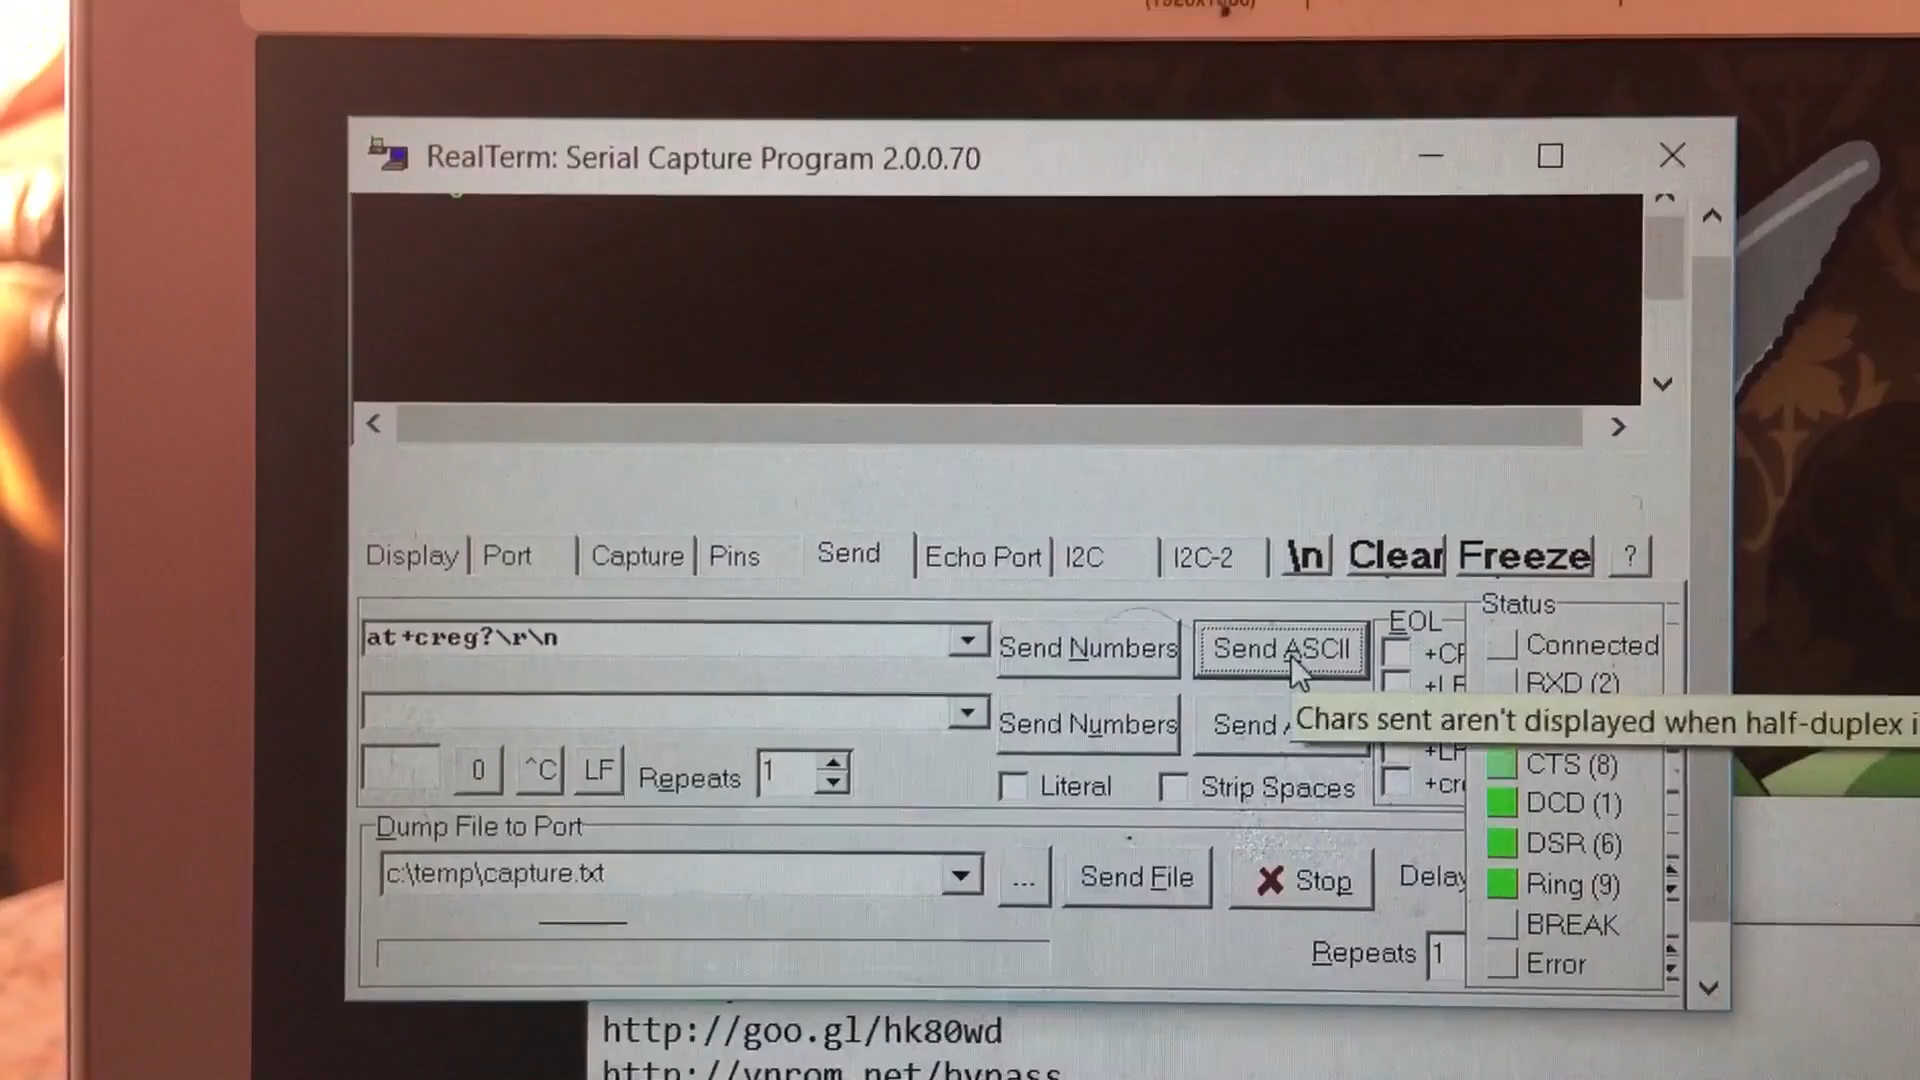 (1920x1080)
RealTerm: Serial Capture Program 2.0.0.70
Display Port Capture Pins Send Echo Port I2C I2C-2 \n Clear Freeze ?
at+creg?\r\n
Send Numbers
Send ASCII
EOL
Status
Connected
RXD (2)
Send Numbers
Send
Chars sent aren't displayed when half-duplex i
0 ^C LF Repeats 1
Literal
Strip Spaces
CTS (8)
DCD (1)
DSR (6)
Ring (9)
BREAK
Error
Dump File to Port
c:\temp\capture.txt
... Send File Stop Delay
Repeats 1
http://goo.gl/hk80wd
http://vnrom.net/bypass